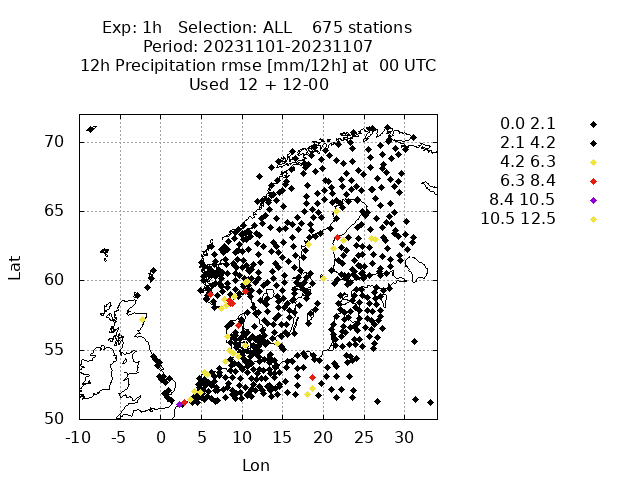 Exp: 1h   Selection: ALL    675 stations
Period: 20231101-20231107
12h Precipitation rmse [mm/12h] at  00 UTC
Used  12 + 12-00
0.0 2.1
2.1 4.2
4.2 6.3
6.3 8.4
8.4 10.5
10.5 12.5
70
65
60
55
50
Lat
-10 -5 0 5 10 15 20 25 30
Lon